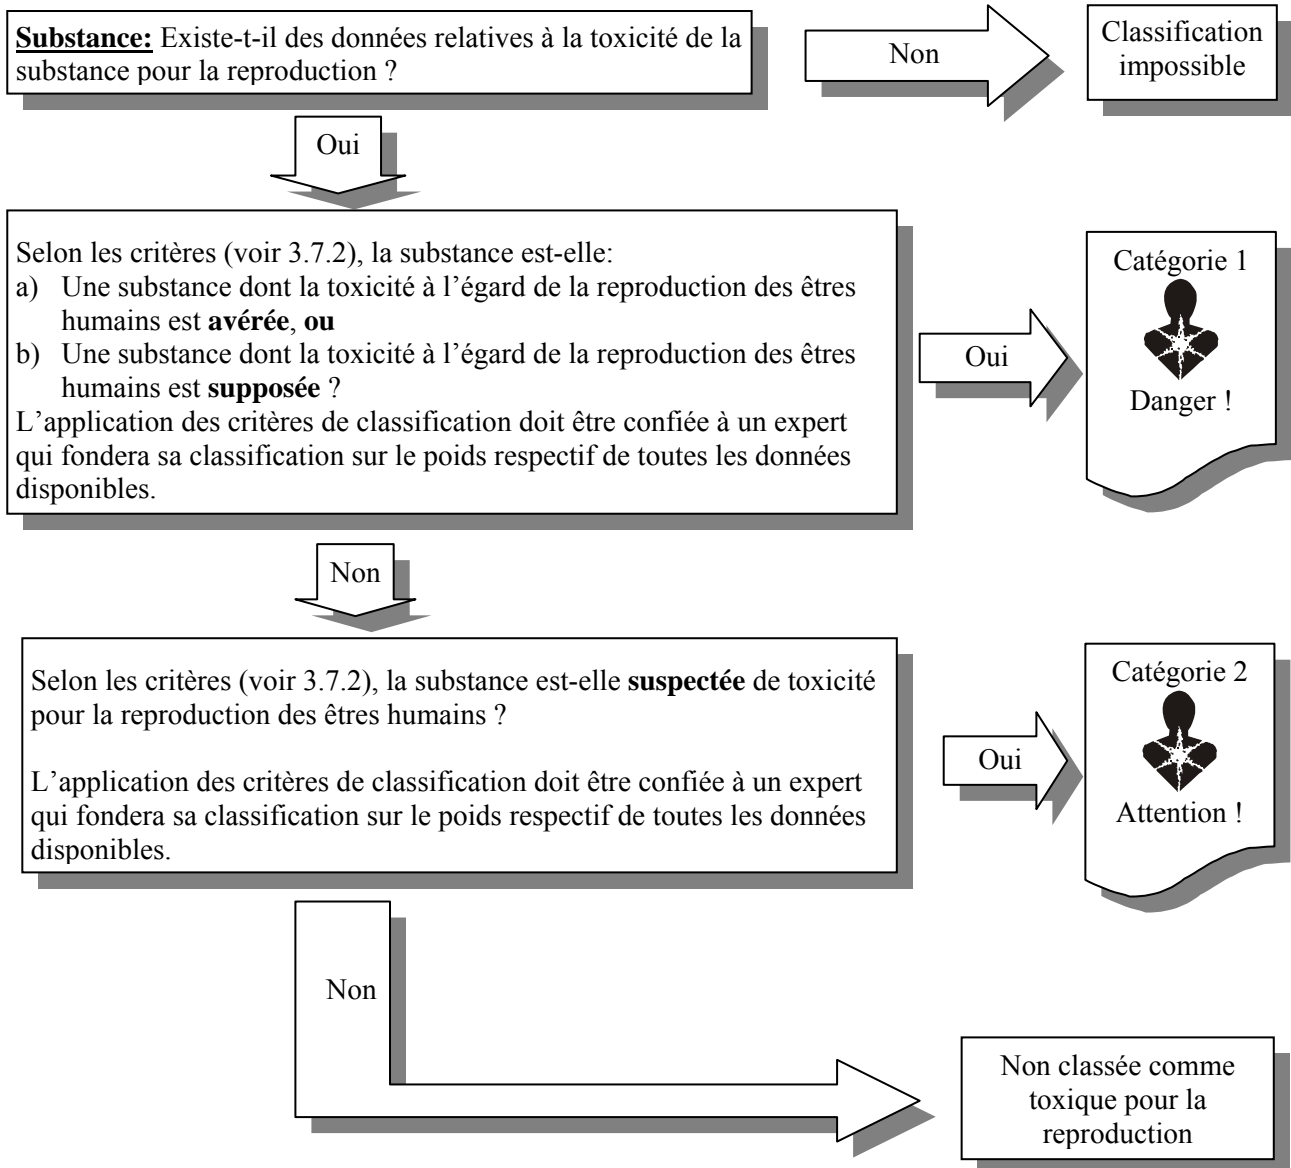 Substance: Existe-t-il des données relatives à la toxicité de la
substance pour la reproduction ?
Non
Classification
impossible
Oui
Selon les critères (voir 3.7.2), la substance est-elle:
a) Une substance dont la toxicité à l’égard de la reproduction des êtres
humains est avérée, ou
b) Une substance dont la toxicité à l’égard de la reproduction des êtres
humains est supposée ?
L’application des critères de classification doit être confiée à un expert
qui fondera sa classification sur le poids respectif de toutes les données
disponibles.
Oui
Catégorie 1
Danger !
Non
Selon les critères (voir 3.7.2), la substance est-elle suspectée de toxicité
pour la reproduction des êtres humains ?
L’application des critères de classification doit être confiée à un expert
qui fondera sa classification sur le poids respectif de toutes les données
disponibles.
Oui
Catégorie 2
Attention !
Non
Non classée comme
toxique pour la
reproduction